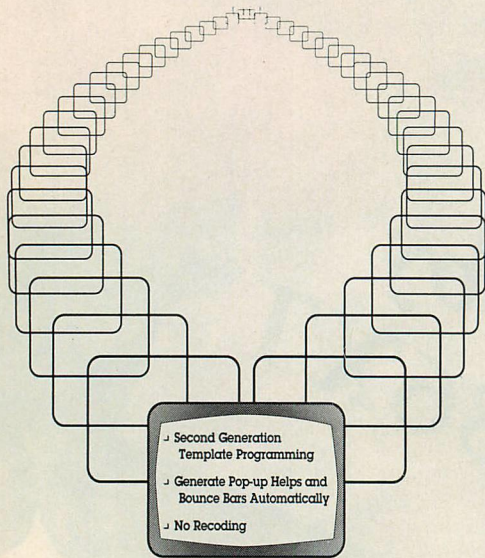 Second Generation
Template Programming
Generate Pop-up Helps and
Bounce Bars Automatically
No Recoding